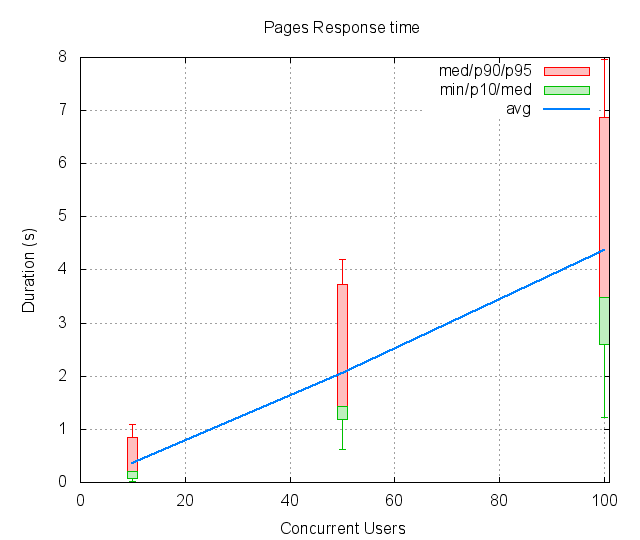 Pages Response time
8
7
6
5
4
3
2
1
0
Duration (s)
med/p90/p95
min/p10/med
avg
0 20 40 60 80 100
Concurrent Users